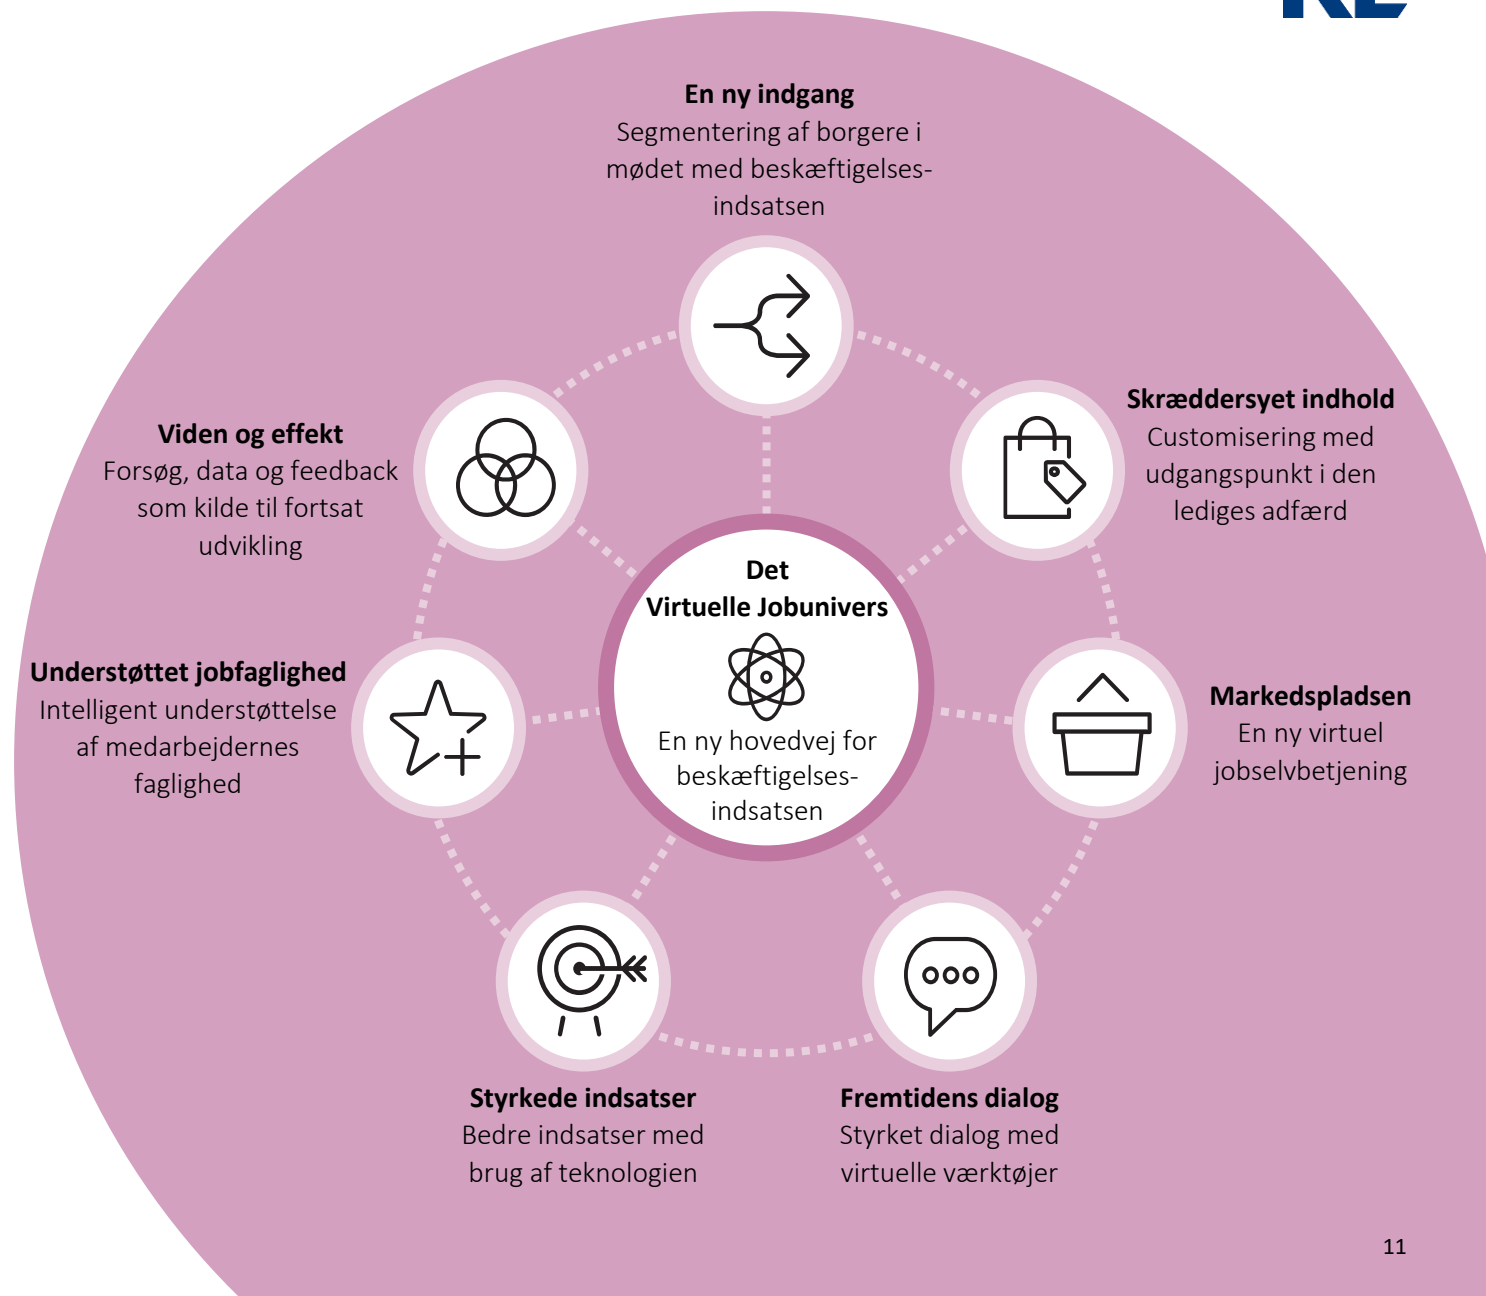 En ny indgang
Segmentering af borgere i
mødet med beskæftigelses-
indsatsen
Skræddersyet indhold
Customisering med
udgangspunkt i den
lediges adfærd
Viden og effekt
Forsøg, data og feedback
som kilde til fortsat
udvikling
Det
Virtuelle Jobunivers
En ny hovedvej for
beskæftigelses-
indsatsen
Understøttet jobfaglighed
Intelligent understøttelse
af medarbejdernes
faglighed
Markedspladsen
En ny virtuel
jobselvbetjening
Styrkede indsatser
Bedre indsatser med
brug af teknologien
Fremtidens dialog
Styrket dialog med
virtuelle værktøjer
11